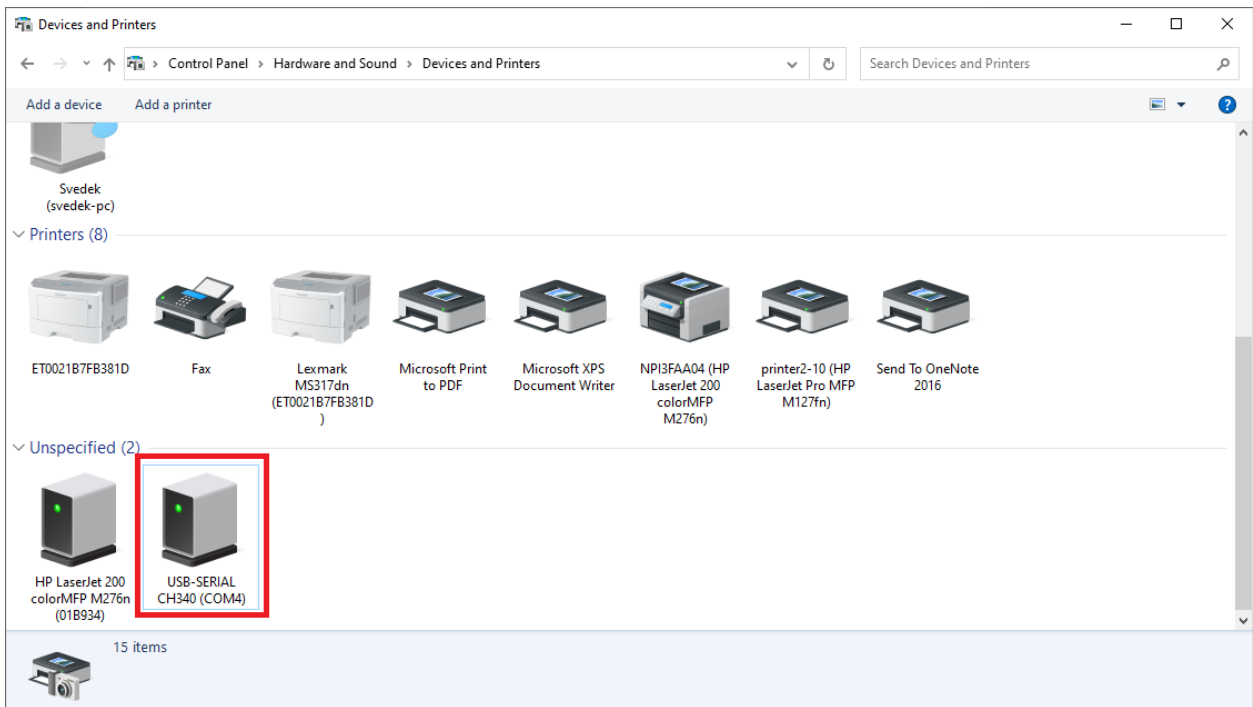 Devices and Printers
Control Panel > Hardware and Sound > Devices and Printers
Search Devices and Printers
Add a device Add a printer
Svedek
(svedek-pc)
Printers (8)
ET0021B7FB381D
Fax
Lexmark
MS317dn
(ET0021B7FB381D
)
Microsoft Print
to PDF
Microsoft XPS
Document Writer
NPI3FAA04 (HP
LaserJet 200
colorMFP
M276n)
printer2-10 (HP
LaserJet Pro MFP
M127fn)
Send To OneNote
2016
Unspecified (2)
HP LaserJet 200
colorMFP M276n
(01B934)
USB-SERIAL
CH340 (COM4)
15 items